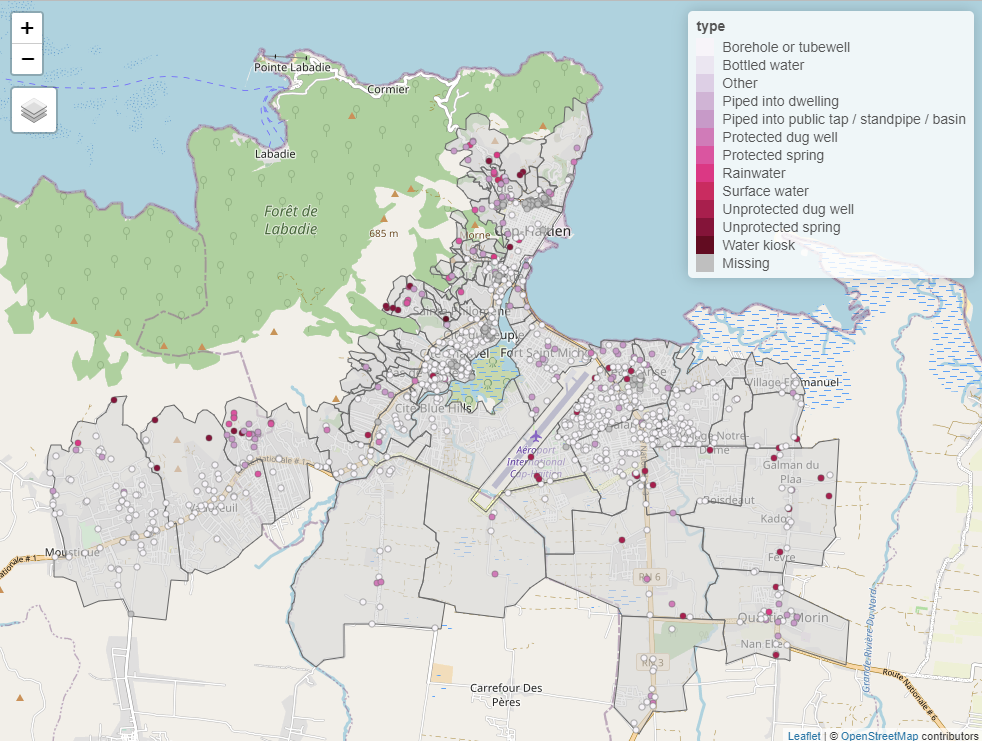 +
−
type
Borehole or tubewell
Bottled water
Other
Piped into dwelling
Piped into public tap / standpipe / basin
Protected dug well
Protected spring
Rainwater
Surface water
Unprotected dug well
Unprotected spring
Water kiosk
Missing
Pointe Labadie
Cormier
Labadie
Forêt de
Labadie
685 m
Cap-Haïtien
Fort Saint Michel
Cité Blue Hills
Village Emmanuel
Aéroport
International
Cap-Haïtien
Galman du
Plaa
Boisdeaut
Kado
Fèvre
Moustique
RN 6
Quartier Morin
Nan Elee
RN 3
Carrefour Des
Pères
Grande Rivière Du Nord
Route Nationale # 6
Leaflet | © OpenStreetMap contributors